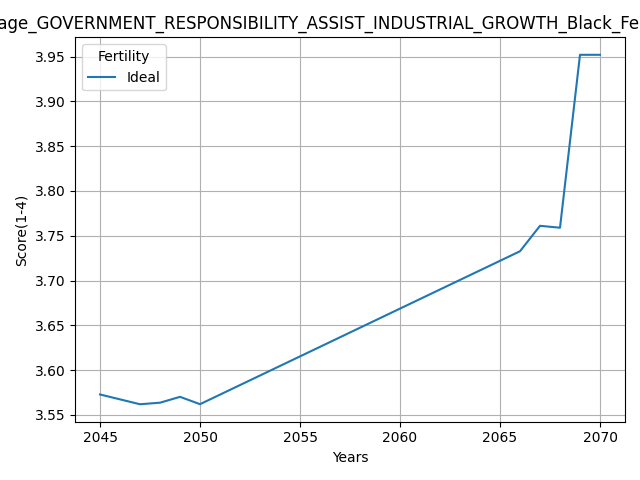 age_GOVERNMENT_RESPONSIBILITY_ASSIST_INDUSTRIAL_GROWTH_Black_Fe
Fertility
Ideal
3.95
3.90
3.85
3.80
3.75
3.70
3.65
3.60
3.55
Score(1-4)
2045 2050 2055 2060 2065 2070
Years